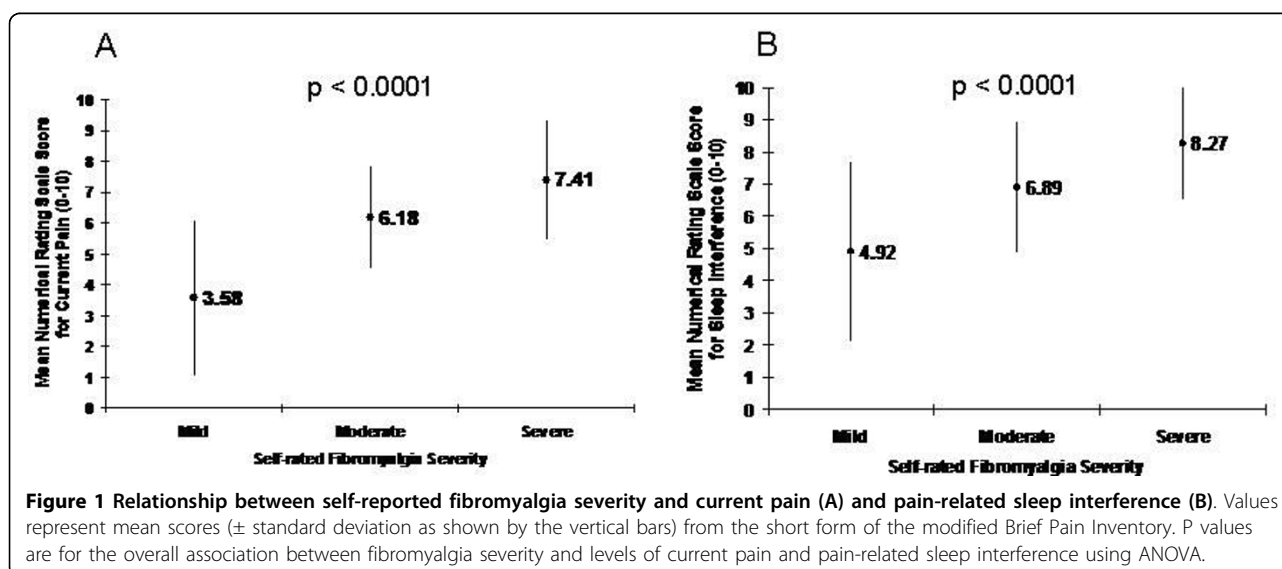 A
p < 0.0001
Mean Numerical Rating Scale Score
for Current Pain (0-10)
10
9
8
7
6
5
4
3
2
1
0
3.58
6.18
7.41
Mild
Moderate
Severe
Self-rated Fibromyalgia Severity
B
p < 0.0001
Mean Numerical Rating Scale Score
for Sleep Interference (0-10)
10
9
8
7
6
5
4
3
2
1
0
4.92
6.89
8.27
Mild
Moderate
Severe
Self-rated Fibromyalgia Severity
Figure 1 Relationship between self-reported fibromyalgia severity and current pain (A) and pain-related sleep interference (B). Values
represent mean scores (± standard deviation as shown by the vertical bars) from the short form of the modified Brief Pain Inventory. P values
are for the overall association between fibromyalgia severity and levels of current pain and pain-related sleep interference using ANOVA.